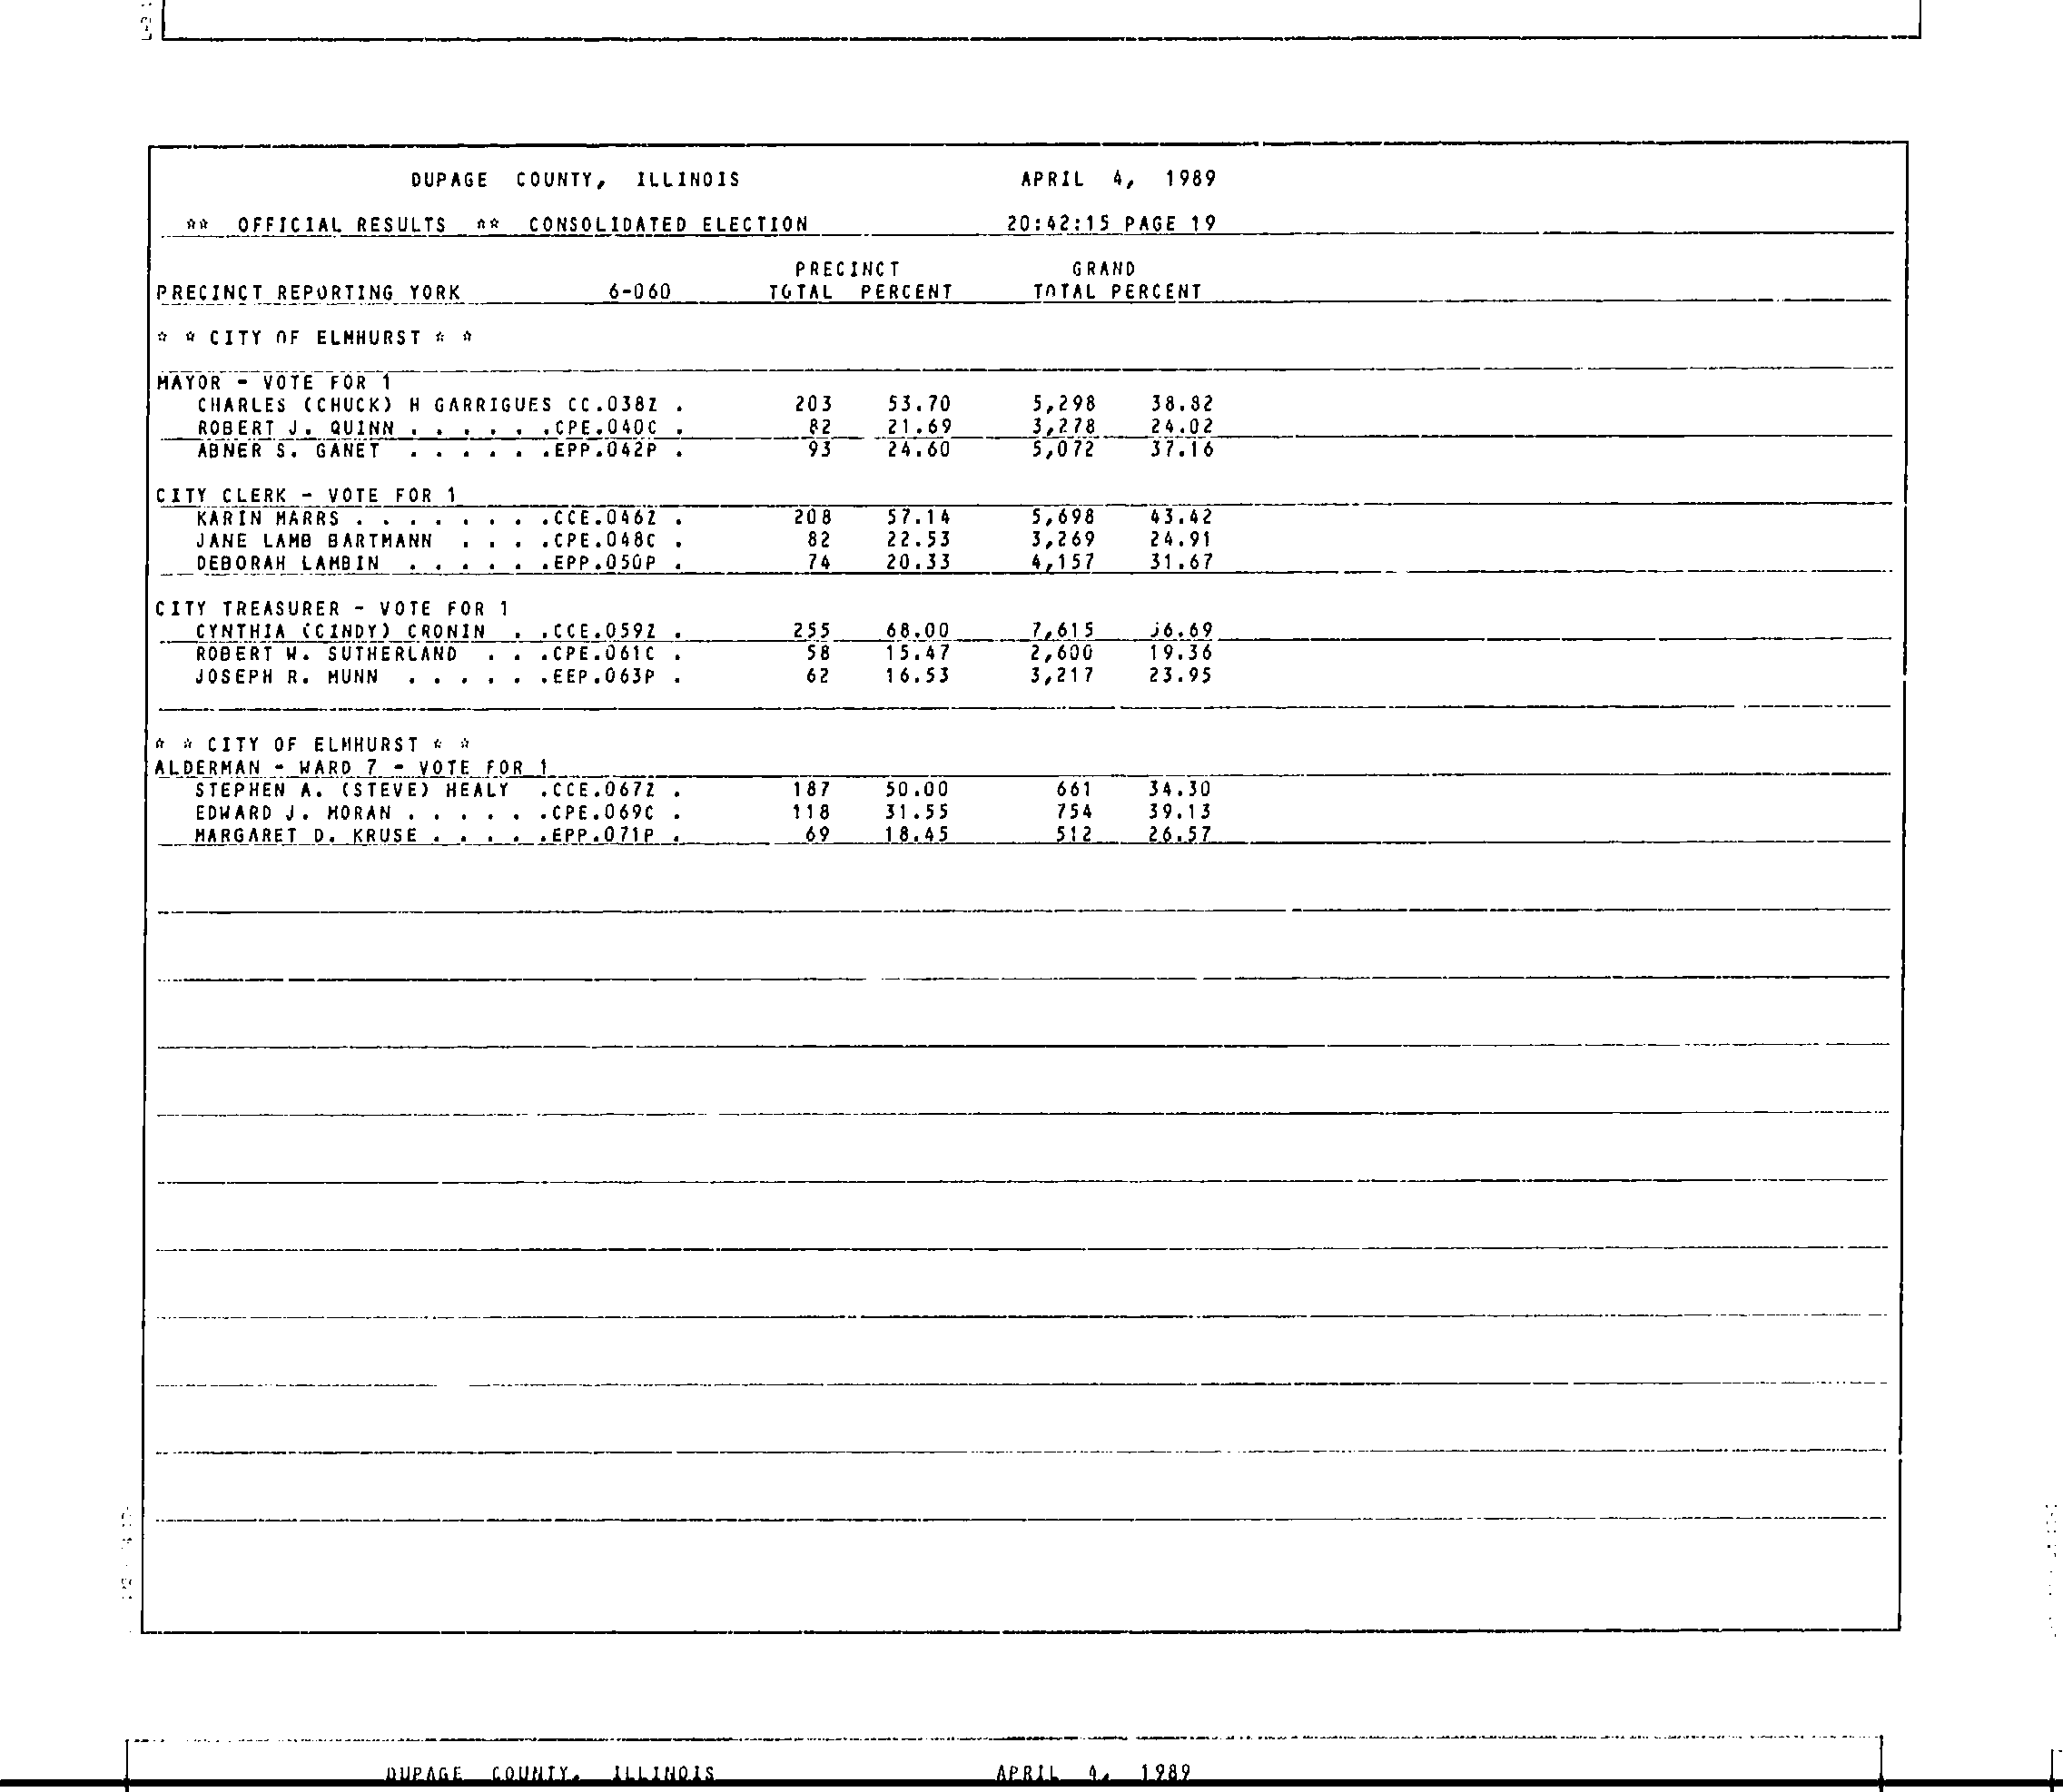 DUPAGE COUNTY, ILLINOIS APRIL 4, 1989
** OFFICIAL RESULTS ** CONSOLIDATED ELECTION 20:42:15 PAGE 19
PRECINCT GRAND
PRECINCT REPORTING YORK 6-060 TOTAL PERCENT TOTAL PERCENT
* * CITY OF ELMHURST * *
MAYOR - VOTE FOR 1
CHARLES (CHUCK) H GARRIGUES CC.038Z . 203 53.70 5,298 38.82
ROBERT J. QUINN . . . . . .CPE.040C . 82 21.69 3,278 24.02
ABNER S. GANET . . . . . .EPP.042P . 93 24.60 5,072 37.16
CITY CLERK - VOTE FOR 1
KARIN MARRS . . . . . . . .CCE.046Z . 208 57.14 5,698 43.42
JANE LAMB BARTMANN . . . .CPE.048C . 82 22.53 3,269 24.91
DEBORAH LAMBIN . . . . . .EPP.050P . 74 20.33 4,157 31.67
CITY TREASURER - VOTE FOR 1
CYNTHIA (CINDY) CRONIN . .CCE.059Z . 255 68.00 7,615 56.69
ROBERT W. SUTHERLAND . . .CPE.061C . 58 15.47 2,600 19.36
JOSEPH R. MUNN . . . . . .EEP.063P . 62 16.53 3,217 23.95
* * CITY OF ELMHURST * *
ALDERMAN - WARD 7 - VOTE FOR 1
STEPHEN A. (STEVE) HEALY .CCE.067Z . 187 50.00 661 34.30
EDWARD J. MORAN . . . . . .CPE.069C . 118 31.55 754 39.13
MARGARET D. KRUSE . . . . .EPP.071P . 69 18.45 512 26.57
DUPAGE COUNTY, ILLINOIS APRIL 4, 1989